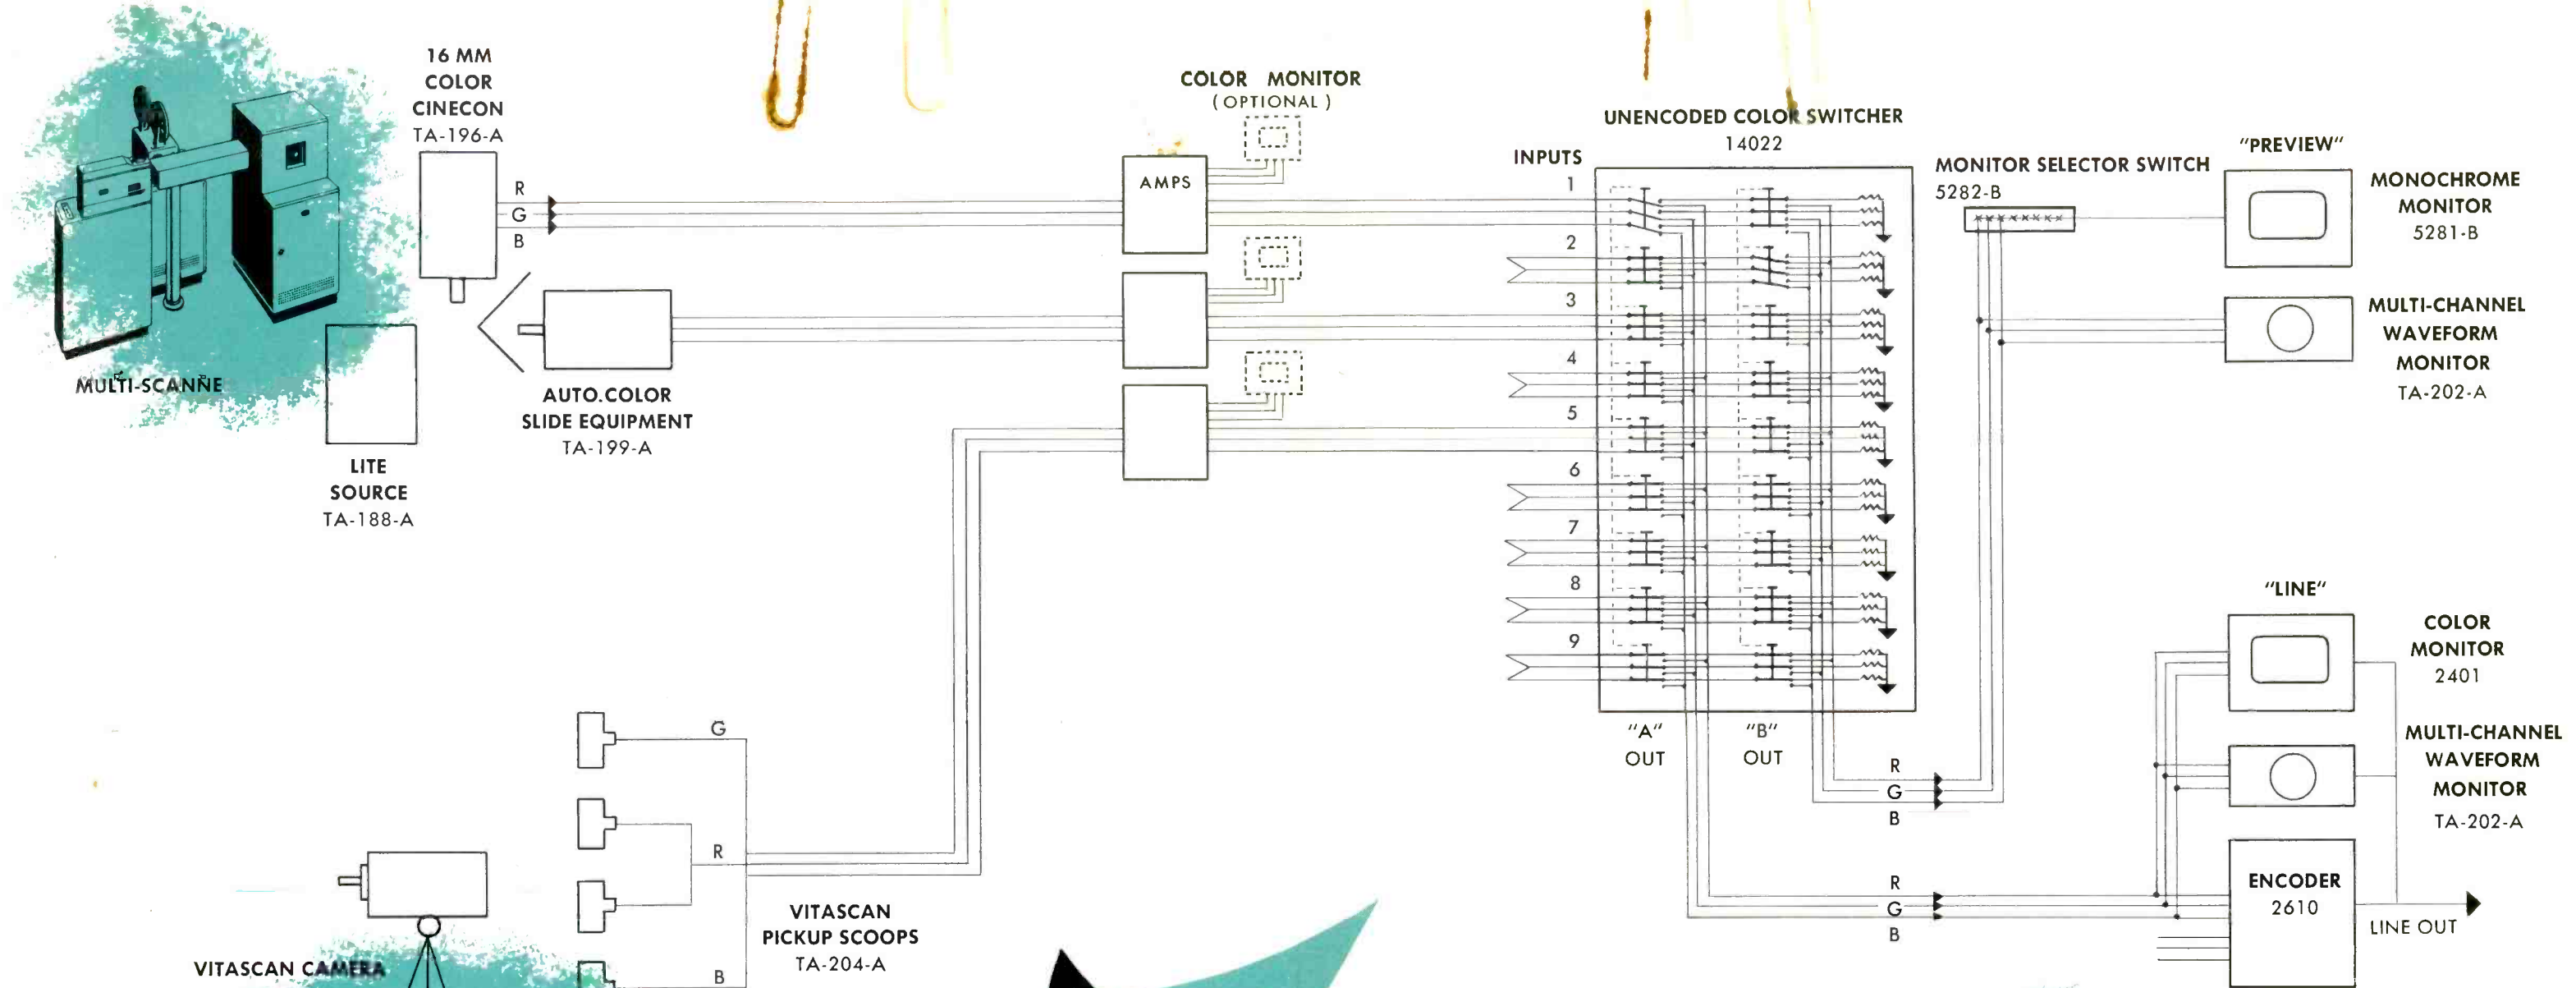 16 MM
COLOR
CINECON
TA-196-A
R
G
B
MULTI-SCANNE
LITE
SOURCE
TA-188-A
AUTO.COLOR
SLIDE EQUIPMENT
TA-199-A
COLOR MONITOR
(OPTIONAL)
AMPS
UNENCODED COLOR SWITCHER
14022
INPUTS
1
2
3
4
5
6
7
8
9
"A"
OUT
"B"
OUT
MONITOR SELECTOR SWITCH
5282-B
"PREVIEW"
MONOCHROME
MONITOR
5281-B
MULTI-CHANNEL
WAVEFORM
MONITOR
TA-202-A
"LINE"
COLOR
MONITOR
2401
MULTI-CHANNEL
WAVEFORM
MONITOR
TA-202-A
R
G
B
R
G
B
ENCODER
2610
LINE OUT
G
R
B
VITASCAN
PICKUP SCOOPS
TA-204-A
VITASCAN CAMERA